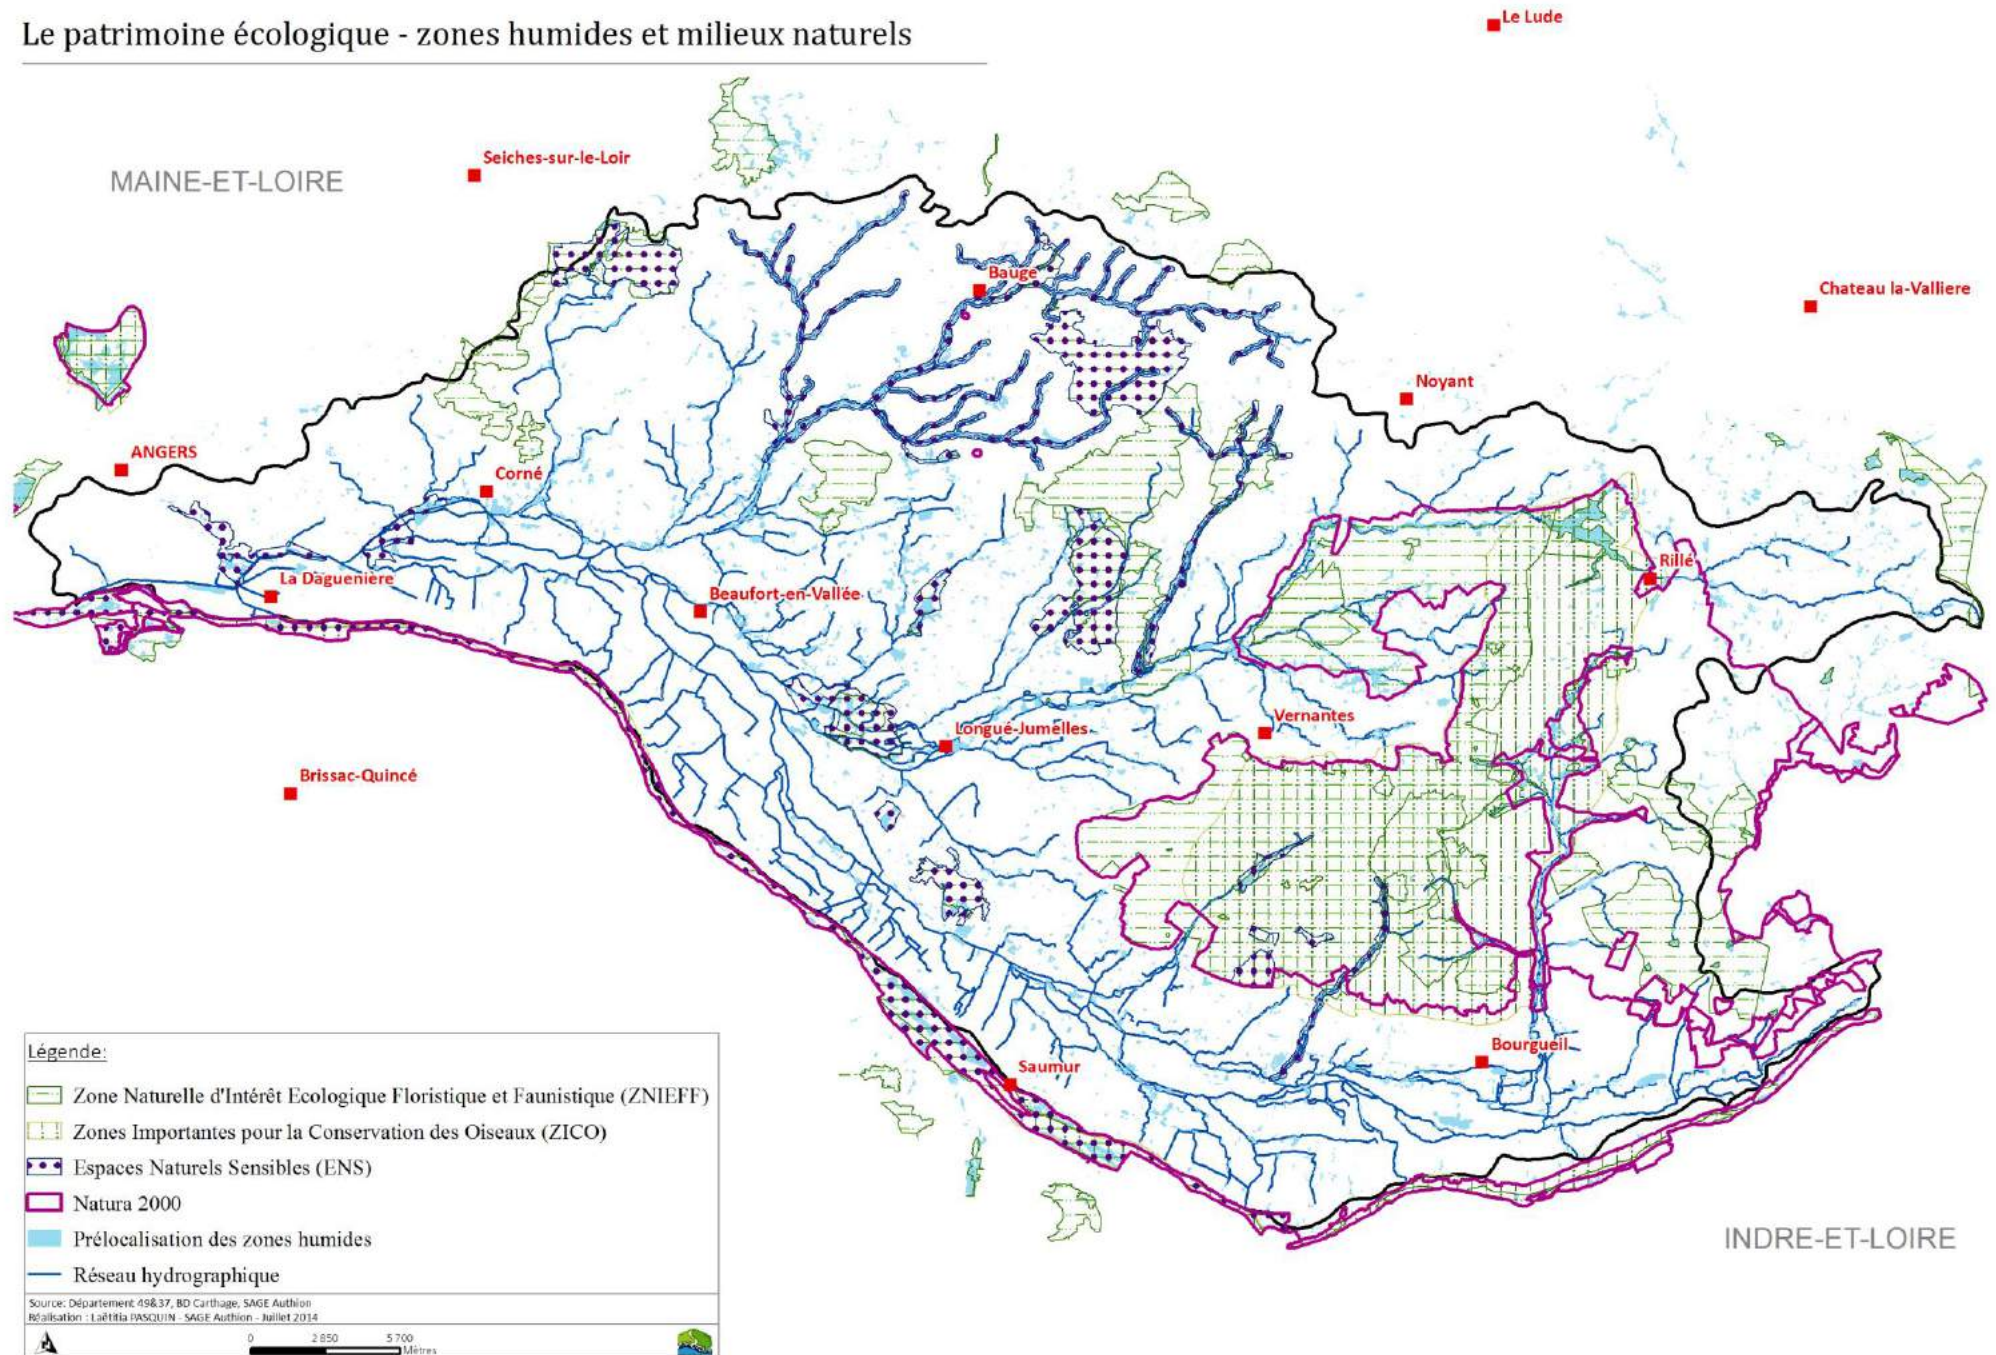 Le patrimoine écologique - zones humides et milieux naturels
Le Lude
Seiches-sur-le-Loir
MAINE-ET-LOIRE
Bauge
Chateau la-Valliere
Noyant
ANGERS
Corné
Rillé
La Daguenière
Beaufort-en-Vallée
Vernantes
Longué-Jumelles
Brissac-Quincé
Bourgueil
Saumur
INDRE-ET-LOIRE
Légende:
Zone Naturelle d'Intérêt Ecologique Floristique et Faunistique (ZNIEFF)
Zones Importantes pour la Conservation des Oiseaux (ZICO)
Espaces Naturels Sensibles (ENS)
Natura 2000
Prélocalisation des zones humides
Réseau hydrographique
Source: Département 49&37, BD Carthage, SAGE Authion
Réalisation : Laëtitia PASQUIN - SAGE Authion - Juillet 2014
0 2 850 5 700
Mètres